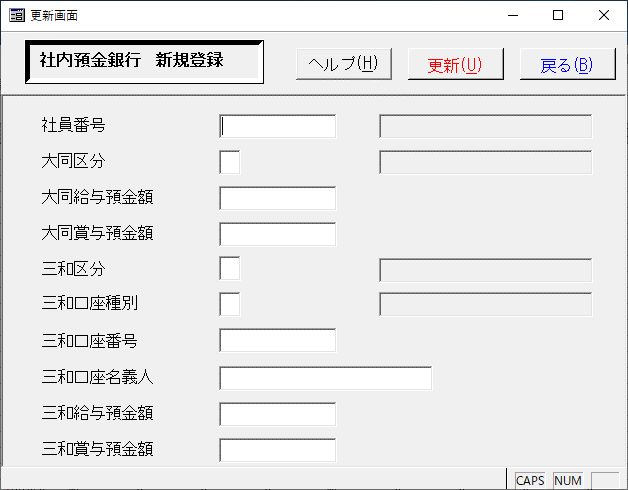 更新画面
社内預金銀行　新規登録
ヘルプ(H)
更新(U)
戻る(B)
社員番号
大同区分
大同給与預金額
大同賞与預金額
三和区分
三和口座種別
三和口座番号
三和口座名義人
三和給与預金額
三和賞与預金額
CAPS NUM